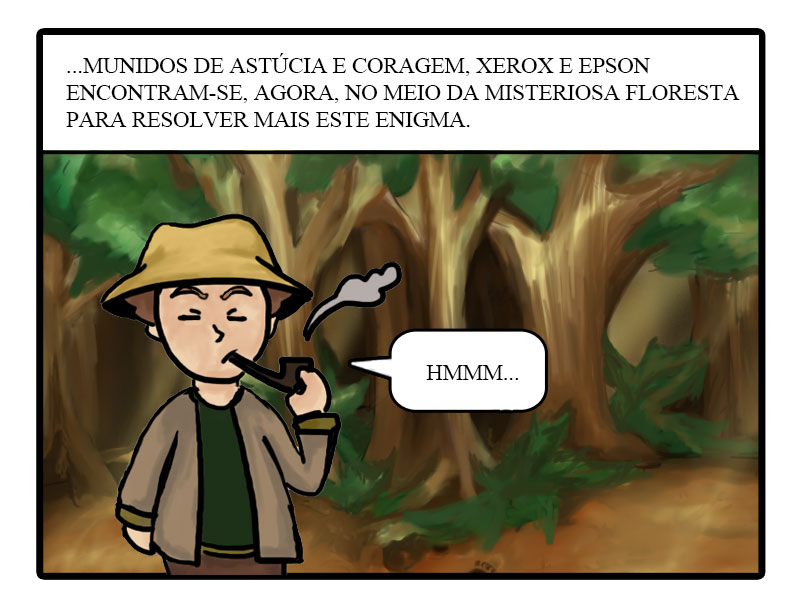 ...MUNIDOS DE ASTÚCIA E CORAGEM, XEROX E EPSON
ENCONTRAM-SE, AGORA, NO MEIO DA MISTERIOSA FLORESTA
PARA RESOLVER MAIS ESTE ENIGMA.
HMMM...